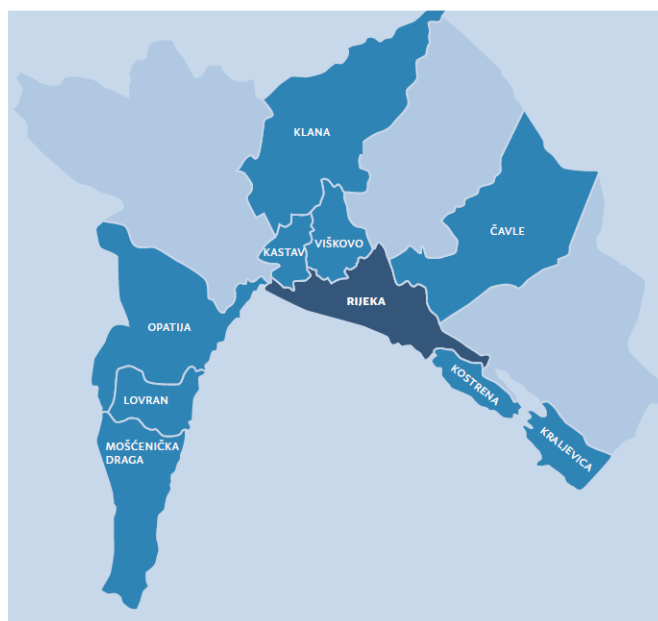 KLANA
ČAVLE
KASTAV
VIŠKOVO
RIJEKA
OPATIJA
KOSTRENA
LOVRAN
KRALJEVICA
MOŠĆENIČKA
DRAGA